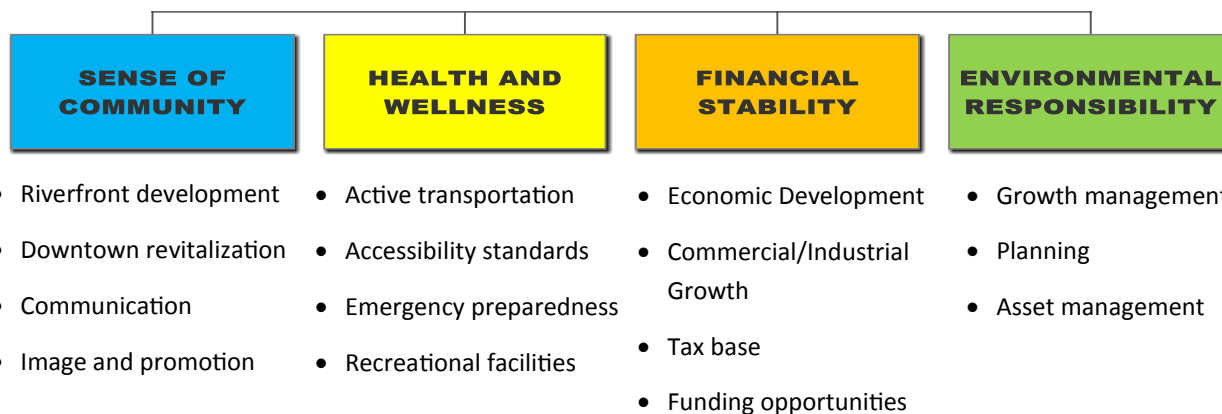 SENSE OF
COMMUNITY
• Riverfront development
• Downtown revitalization
• Communication
• Image and promotion
HEALTH AND
WELLNESS
• Active transportation
• Accessibility standards
• Emergency preparedness
• Recreational facilities
FINANCIAL
STABILITY
• Economic Development
• Commercial/Industrial
Growth
• Tax base
• Funding opportunities
ENVIRONMENTAL
RESPONSIBILITY
• Growth management
• Planning
• Asset management